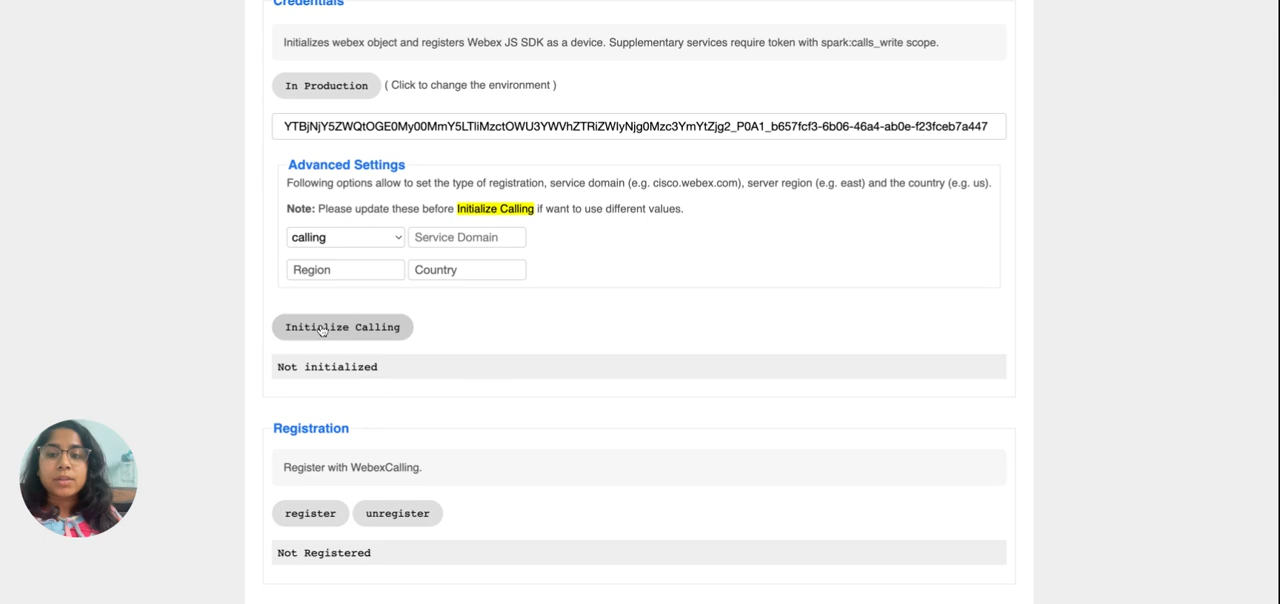 Credentials
Initializes webex object and registers Webex JS SDK as a device. Supplementary services require token with spark:calls_write scope.
In Production ( Click to change the environment )
YTBjNjY5ZWQtOGE0My00MmY5LTliMzctOWU3YWVhZTRiZWIyNjg0Mzc3YmYtZjg2_P0A1_b657fcf3-6b06-46a4-ab0e-f23fceb7a447
Advanced Settings
Following options allow to set the type of registration, service domain (e.g. cisco.webex.com), server region (e.g. east) and the country (e.g. us).
Note: Please update these before Initialize Calling if want to use different values.
calling Service Domain
Region Country
Initialize Calling
Not initialized
Registration
Register with WebexCalling.
register unregister
Not Registered